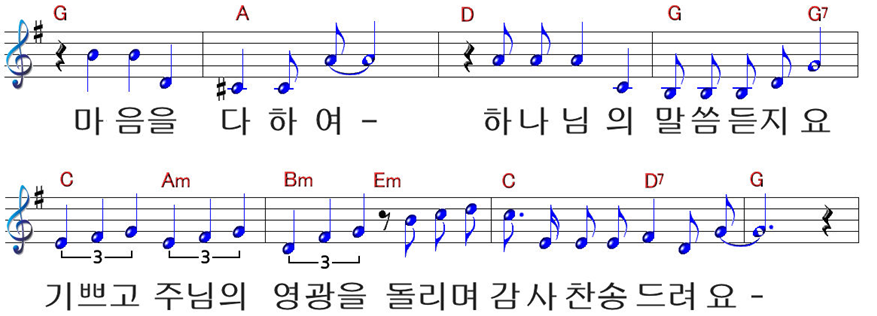 G A D G G7
마음을 다하여- 하나님의 말씀듣지요
C Am Bm Em C D7 G
3 3 3
기쁘고 주님의 영광을 돌리며 감사찬송드려요-